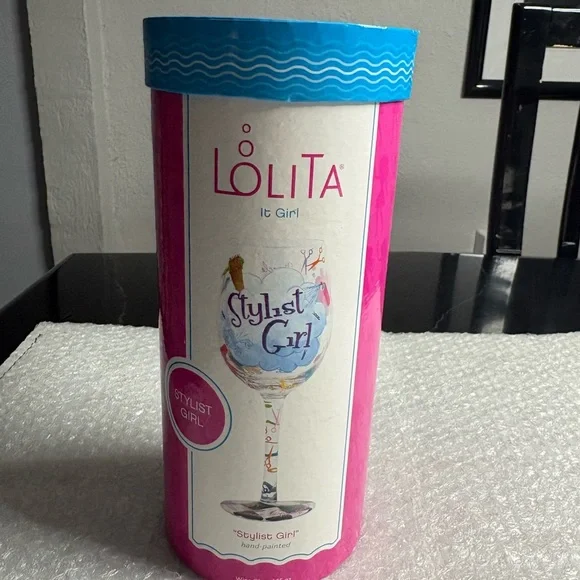 LOLITA®
It Girl
Stylist
Girl
STYLIST
GIRL
"Stylist Girl"
hand-painted